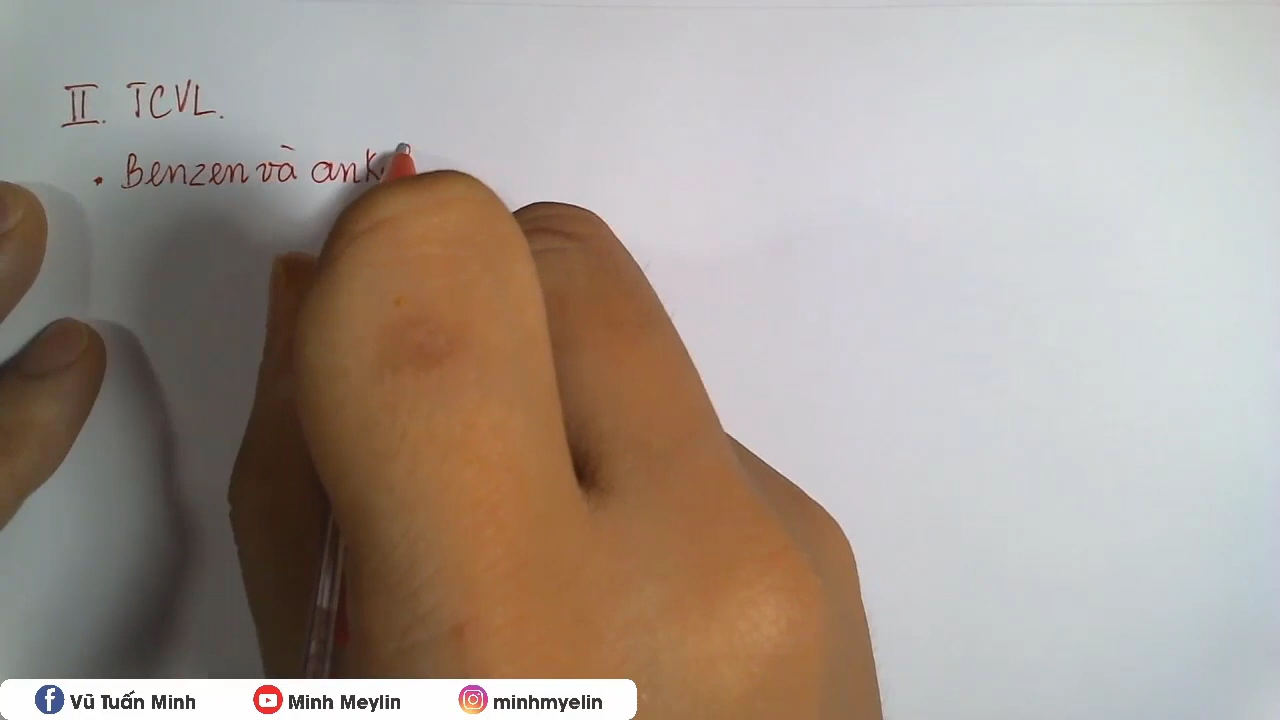 II. TCVL.
• Benzen và ank
Vũ Tuấn Minh
Minh Meylin
minhmyelin